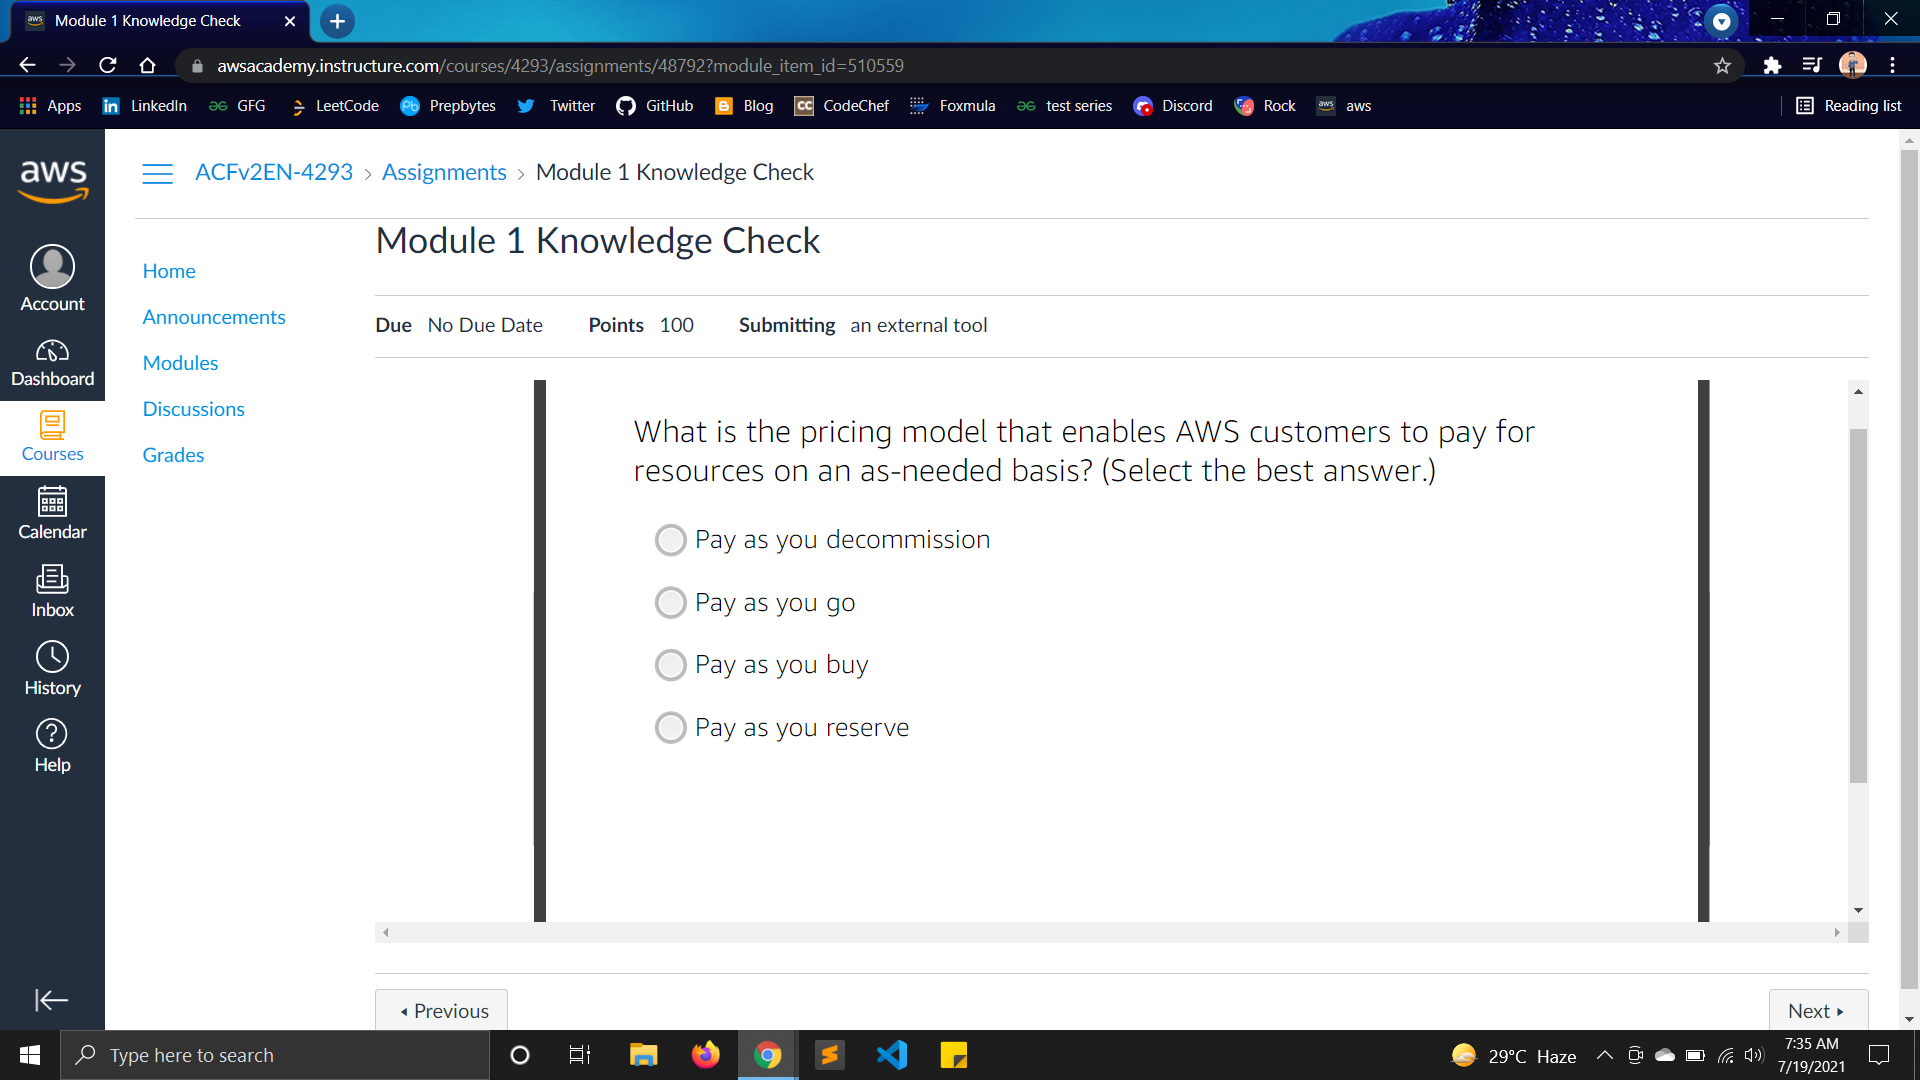 aws Module 1 Knowledge Check
awsacademy.instructure.com/courses/4293/assignments/48792?module_item_id=510559
Apps LinkedIn GFG LeetCode Prepbytes Twitter GitHub Blog CC CodeChef Foxmula test series Discord Rock aws aws Reading list
aws
ACFv2EN-4293 › Assignments › Module 1 Knowledge Check
Account
Dashboard
Courses
Calendar
Inbox
History
Help
Home
Announcements
Modules
Discussions
Grades
Module 1 Knowledge Check
Due No Due Date Points 100 Submitting an external tool
What is the pricing model that enables AWS customers to pay for
resources on an as-needed basis? (Select the best answer.)
Pay as you decommission
Pay as you go
Pay as you buy
Pay as you reserve
Previous
Next
Type here to search
29°C Haze
7:35 AM
7/19/2021